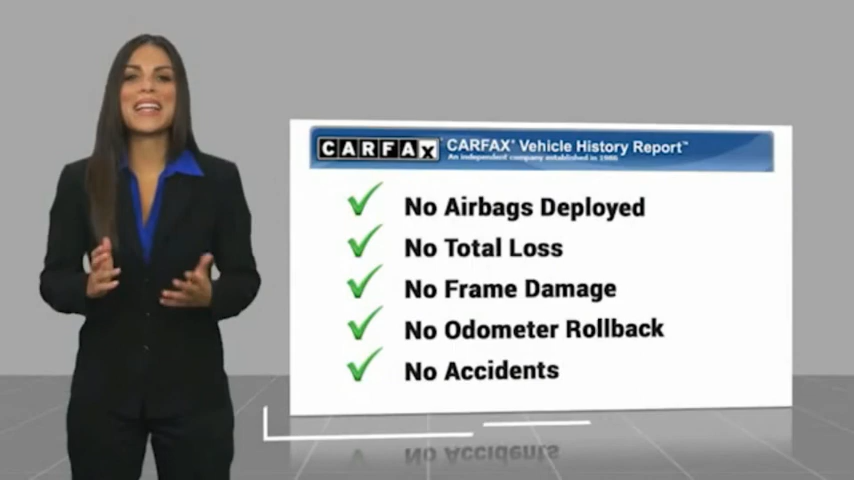 CARFAX CARFAX® Vehicle History Report™
An independent company established in 1986
No Airbags Deployed
No Total Loss
No Frame Damage
No Odometer Rollback
No Accidents
No Accidents